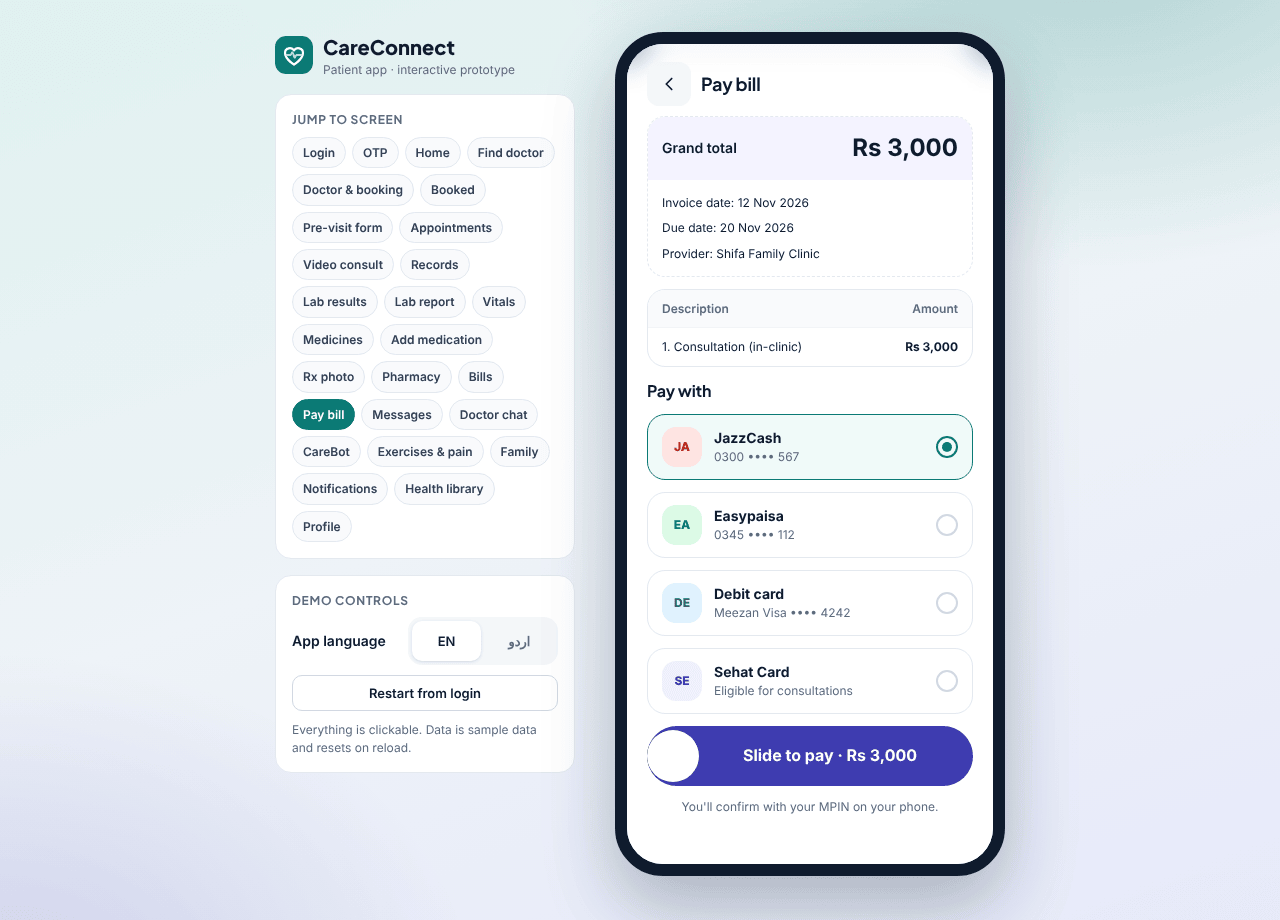 CareConnect
Patient app · interactive prototype
JUMP TO SCREEN
Login OTP Home Find doctor
Doctor & booking Booked
Pre-visit form Appointments
Video consult Records
Lab results Lab report Vitals
Medicines Add medication
Rx photo Pharmacy Bills
Pay bill Messages Doctor chat
CareBot Exercises & pain Family
Notifications Health library
Profile
DEMO CONTROLS
App language EN اردو
Restart from login
Everything is clickable. Data is sample data
and resets on reload.
Pay bill
Grand total Rs 3,000
Invoice date: 12 Nov 2026
Due date: 20 Nov 2026
Provider: Shifa Family Clinic
Description Amount
1. Consultation (in-clinic) Rs 3,000
Pay with
JA JazzCash
0300 •••• 567
EA Easypaisa
0345 •••• 112
DE Debit card
Meezan Visa •••• 4242
SE Sehat Card
Eligible for consultations
Slide to pay · Rs 3,000
You'll confirm with your MPIN on your phone.